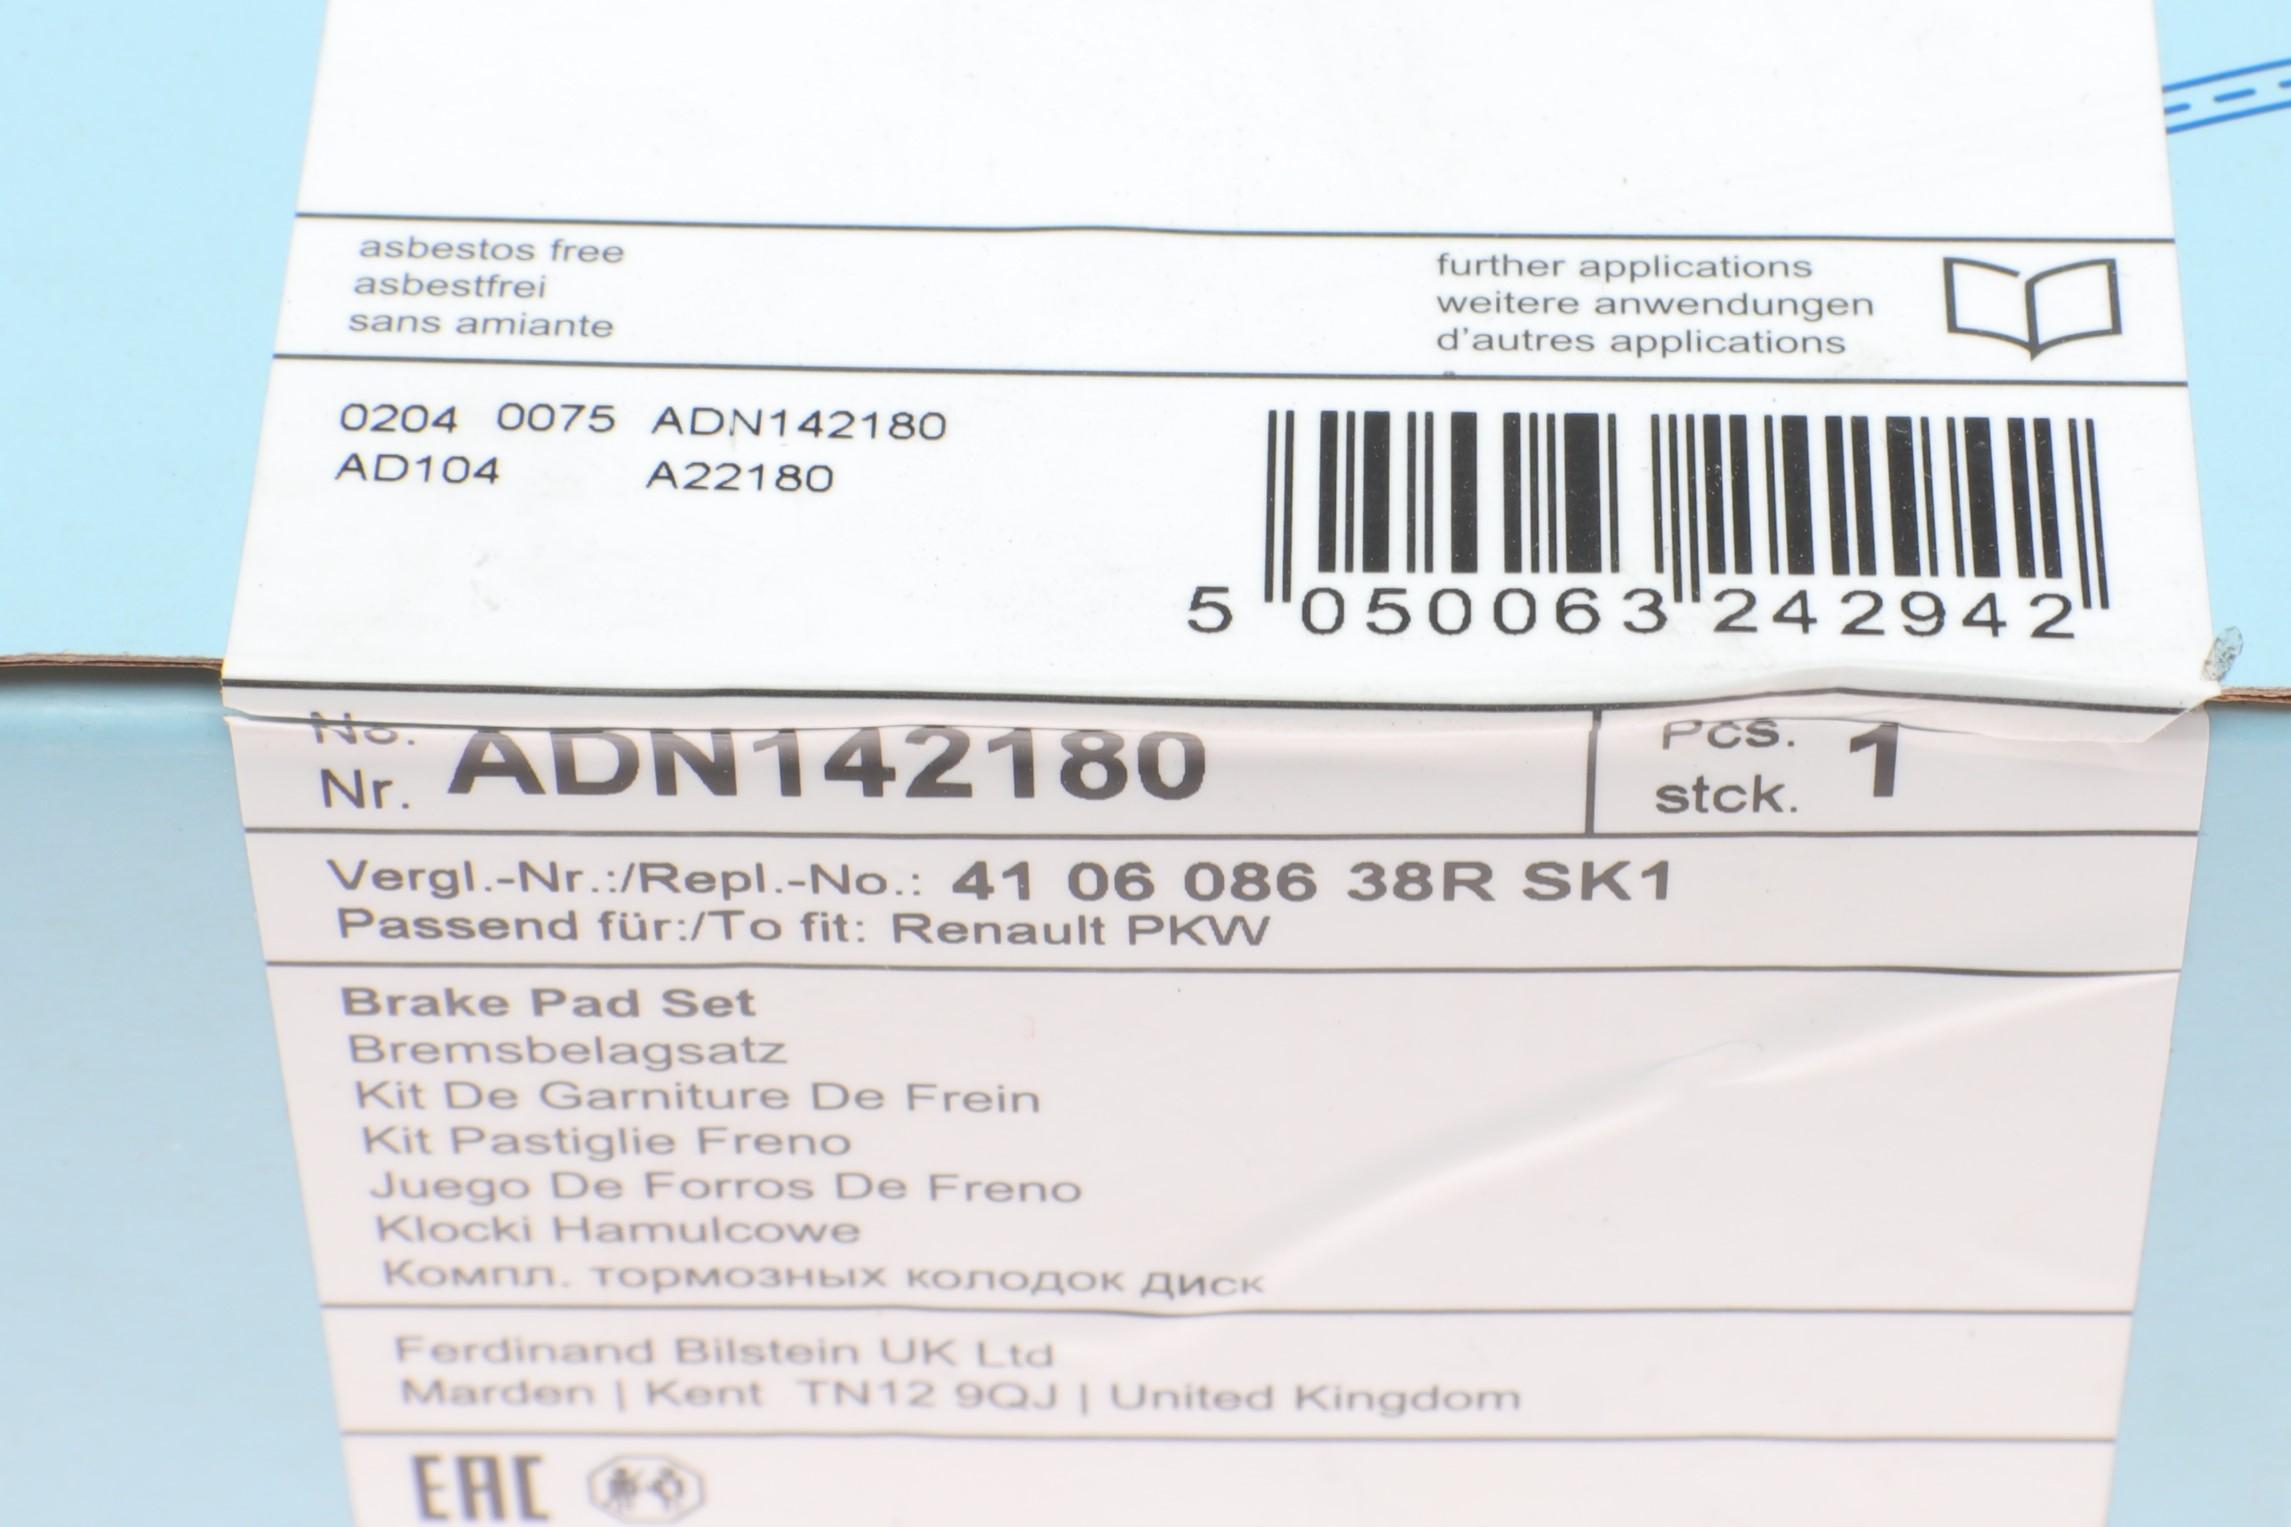 asbestos free
asbestfrei
sans amiante
further applications
weitere anwendungen
d'autres applications
0204 0075 ADN142180
AD104 A22180
5 050063 242942
No.
Nr. ADN142180
Pcs.
stck. 1
Vergl.-Nr.:/Repl.-No.: 41 06 086 38R SK1
Passend für:/To fit: Renault PKW
Brake Pad Set
Bremsbelagsatz
Kit De Garniture De Frein
Kit Pastiglie Freno
Juego De Forros De Freno
Klocki Hamulcowe
Компл. тормозных колодок диск
Ferdinand Bilstein UK Ltd
Marden | Kent TN12 9QJ | United Kingdom
EAC